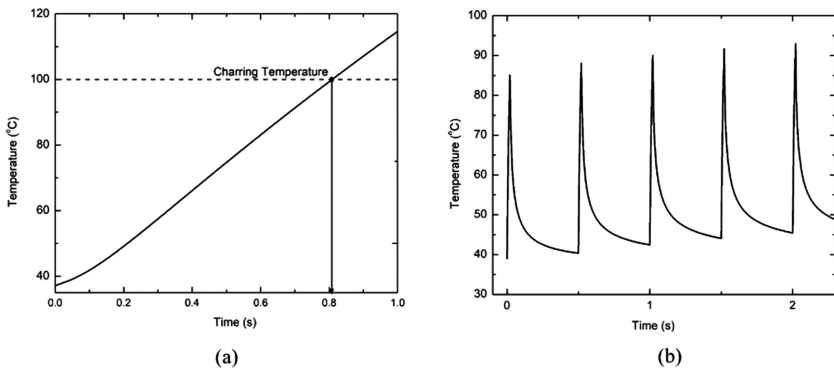 120
100
80
60
40
Temperature (°C)
Charring Temperature
0.0 0.2 0.4 0.6 0.8 1.0
Time (s)
(a)
100
90
80
70
60
50
40
30
Temperature (°C)
0 1 2
Time (s)
(b)